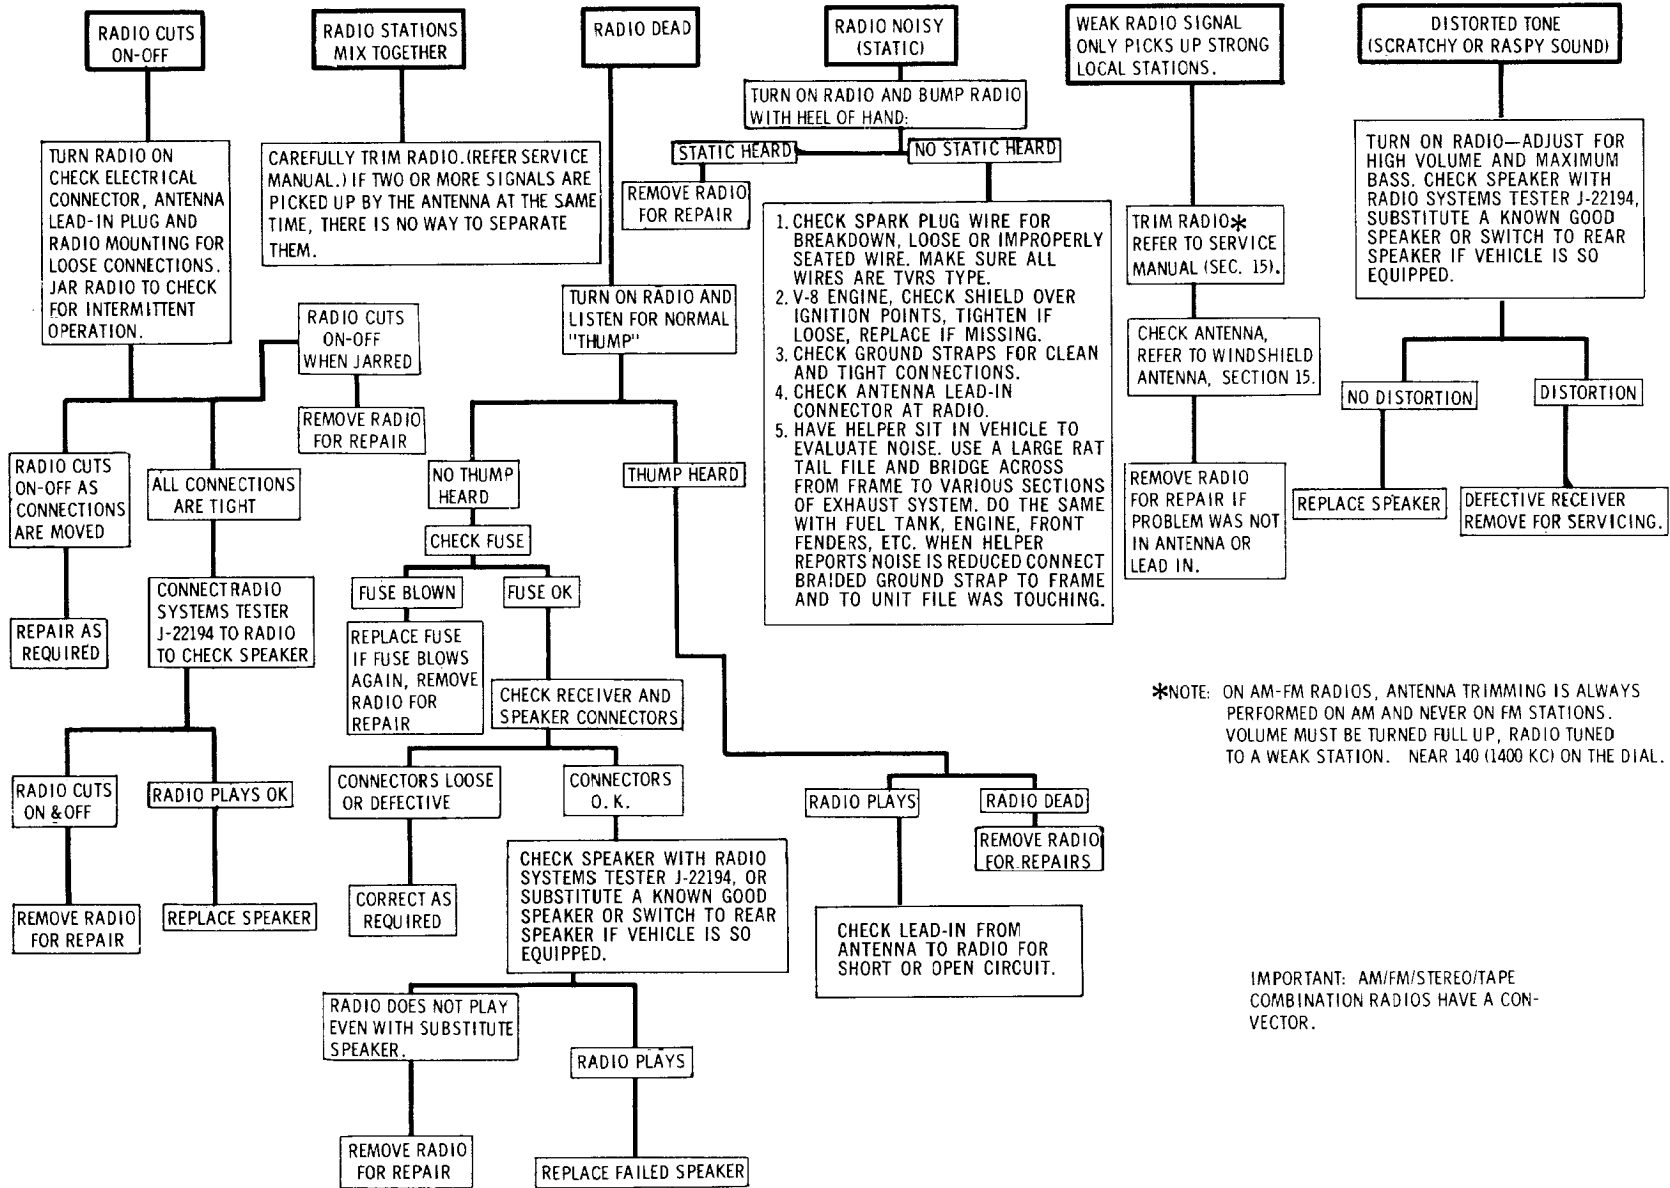 RADIO CUTS
ON-OFF
TURN RADIO ON
CHECK ELECTRICAL
CONNECTOR, ANTENNA
LEAD-IN PLUG AND
RADIO MOUNTING FOR
LOOSE CONNECTIONS.
JAR RADIO TO CHECK
FOR INTERMITTENT
OPERATION.
RADIO CUTS
ON-OFF
WHEN JARRED
REMOVE RADIO
FOR REPAIR
RADIO CUTS
ON-OFF AS
CONNECTIONS
ARE MOVED
REPAIR AS
REQUIRED
ALL CONNECTIONS
ARE TIGHT
CONNECT RADIO
SYSTEMS TESTER
J-22194 TO RADIO
TO CHECK SPEAKER
RADIO CUTS
ON & OFF
REMOVE RADIO
FOR REPAIR
RADIO PLAYS OK
REPLACE SPEAKER
RADIO STATIONS
MIX TOGETHER
CAREFULLY TRIM RADIO.(REFER SERVICE
MANUAL.) IF TWO OR MORE SIGNALS ARE
PICKED UP BY THE ANTENNA AT THE SAME
TIME, THERE IS NO WAY TO SEPARATE
THEM.
RADIO DEAD
TURN ON RADIO AND
LISTEN FOR NORMAL
"THUMP"
NO THUMP
HEARD
CHECK FUSE
FUSE BLOWN
REPLACE FUSE
IF FUSE BLOWS
AGAIN, REMOVE
RADIO FOR
REPAIR
FUSE OK
CHECK RECEIVER AND
SPEAKER CONNECTORS
CONNECTORS LOOSE
OR DEFECTIVE
CORRECT AS
REQUIRED
CONNECTORS
O. K.
CHECK SPEAKER WITH RADIO
SYSTEMS TESTER J-22194, OR
SUBSTITUTE A KNOWN GOOD
SPEAKER OR SWITCH TO REAR
SPEAKER IF VEHICLE IS SO
EQUIPPED.
RADIO DOES NOT PLAY
EVEN WITH SUBSTITUTE
SPEAKER.
REMOVE RADIO
FOR REPAIR
RADIO PLAYS
REPLACE FAILED SPEAKER
THUMP HEARD
RADIO PLAYS
CHECK LEAD-IN FROM
ANTENNA TO RADIO FOR
SHORT OR OPEN CIRCUIT.
RADIO DEAD
REMOVE RADIO
FOR REPAIRS
RADIO NOISY
(STATIC)
TURN ON RADIO AND BUMP RADIO
WITH HEEL OF HAND:
STATIC HEARD
REMOVE RADIO
FOR REPAIR
NO STATIC HEARD
1. CHECK SPARK PLUG WIRE FOR
BREAKDOWN, LOOSE OR IMPROPERLY
SEATED WIRE. MAKE SURE ALL
WIRES ARE TVRS TYPE.
2. V-8 ENGINE, CHECK SHIELD OVER
IGNITION POINTS, TIGHTEN IF
LOOSE, REPLACE IF MISSING.
3. CHECK GROUND STRAPS FOR CLEAN
AND TIGHT CONNECTIONS.
4. CHECK ANTENNA LEAD-IN
CONNECTOR AT RADIO.
5. HAVE HELPER SIT IN VEHICLE TO
EVALUATE NOISE. USE A LARGE RAT
TAIL FILE AND BRIDGE ACROSS
FROM FRAME TO VARIOUS SECTIONS
OF EXHAUST SYSTEM. DO THE SAME
WITH FUEL TANK, ENGINE, FRONT
FENDERS, ETC. WHEN HELPER
REPORTS NOISE IS REDUCED CONNECT
BRAIDED GROUND STRAP TO FRAME
AND TO UNIT FILE WAS TOUCHING.
WEAK RADIO SIGNAL
ONLY PICKS UP STRONG
LOCAL STATIONS.
TRIM RADIO*
REFER TO SERVICE
MANUAL (SEC. 15).
CHECK ANTENNA,
REFER TO WINDSHIELD
ANTENNA, SECTION 15.
REMOVE RADIO
FOR REPAIR IF
PROBLEM WAS NOT
IN ANTENNA OR
LEAD IN.
DISTORTED TONE
(SCRATCHY OR RASPY SOUND)
TURN ON RADIO—ADJUST FOR
HIGH VOLUME AND MAXIMUM
BASS. CHECK SPEAKER WITH
RADIO SYSTEMS TESTER J-22194,
SUBSTITUTE A KNOWN GOOD
SPEAKER OR SWITCH TO REAR
SPEAKER IF VEHICLE IS SO
EQUIPPED.
NO DISTORTION
REPLACE SPEAKER
DISTORTION
DEFECTIVE RECEIVER
REMOVE FOR SERVICING.
*NOTE: ON AM-FM RADIOS, ANTENNA TRIMMING IS ALWAYS
PERFORMED ON AM AND NEVER ON FM STATIONS.
VOLUME MUST BE TURNED FULL UP, RADIO TUNED
TO A WEAK STATION. NEAR 140 (1400 KC) ON THE DIAL.
IMPORTANT: AM/FM/STEREO/TAPE
COMBINATION RADIOS HAVE A CON-
VECTOR.